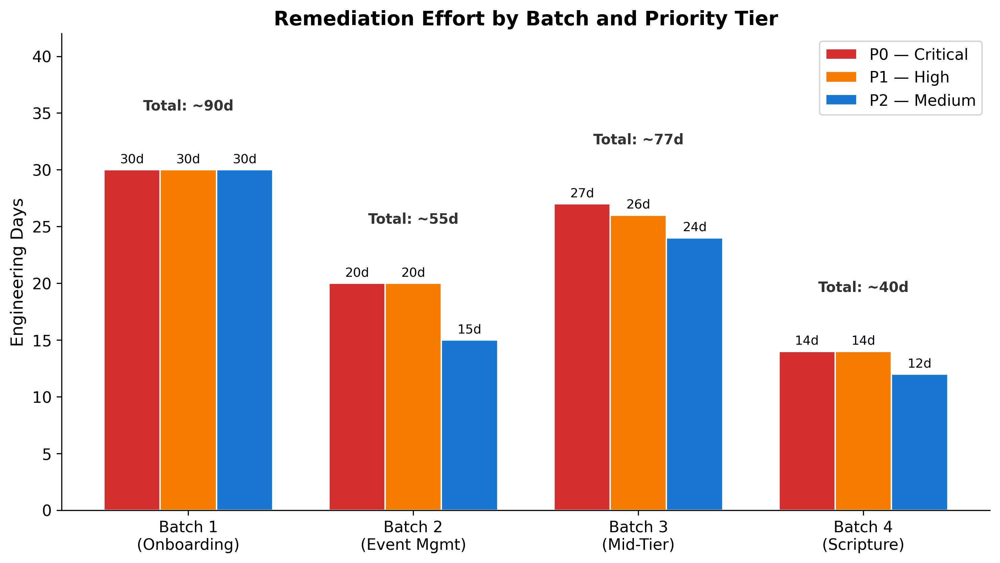 Remediation Effort by Batch and Priority Tier
P0 — Critical
P1 — High
P2 — Medium
Engineering Days
40
35
30
25
20
15
10
5
0
Total: ~90d
30d 30d 30d
Total: ~55d
20d 20d 15d
Total: ~77d
27d 26d 24d
Total: ~40d
14d 14d 12d
Batch 1
(Onboarding)
Batch 2
(Event Mgmt)
Batch 3
(Mid-Tier)
Batch 4
(Scripture)